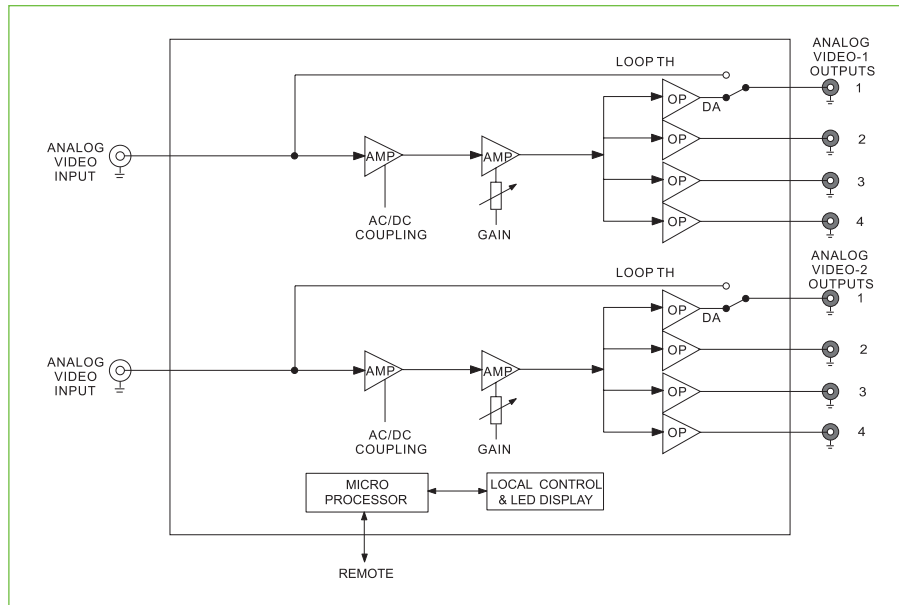 ANALOG
VIDEO-1
OUTPUTS
LOOP TH
OP
DA
1
ANALOG
VIDEO
INPUT
AMP
AMP
OP
2
OP
3
AC/DC
COUPLING
GAIN
OP
4
ANALOG
VIDEO-2
OUTPUTS
LOOP TH
OP
DA
1
ANALOG
VIDEO
INPUT
AMP
AMP
OP
2
OP
3
AC/DC
COUPLING
GAIN
OP
4
MICRO
PROCESSOR
LOCAL CONTROL
& LED DISPLAY
REMOTE